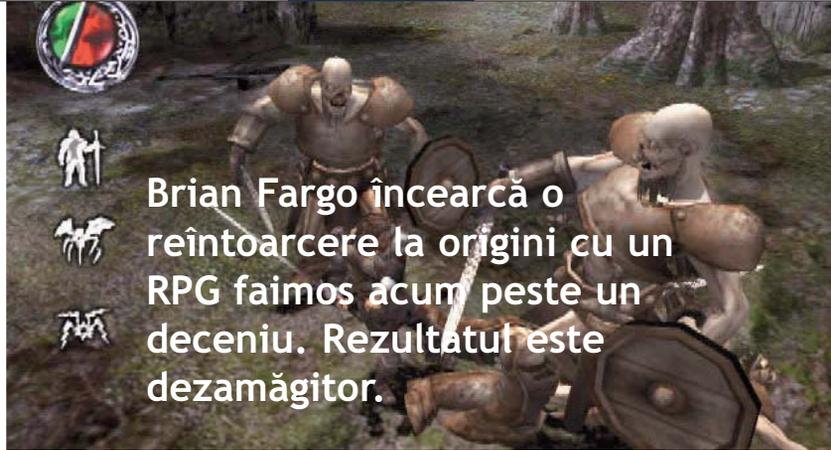 Brian Fargo încearcă o
reîntoarcere la origini cu un
RPG faimos acum peste un
deceniu. Rezultatul este
dezamăgitor.